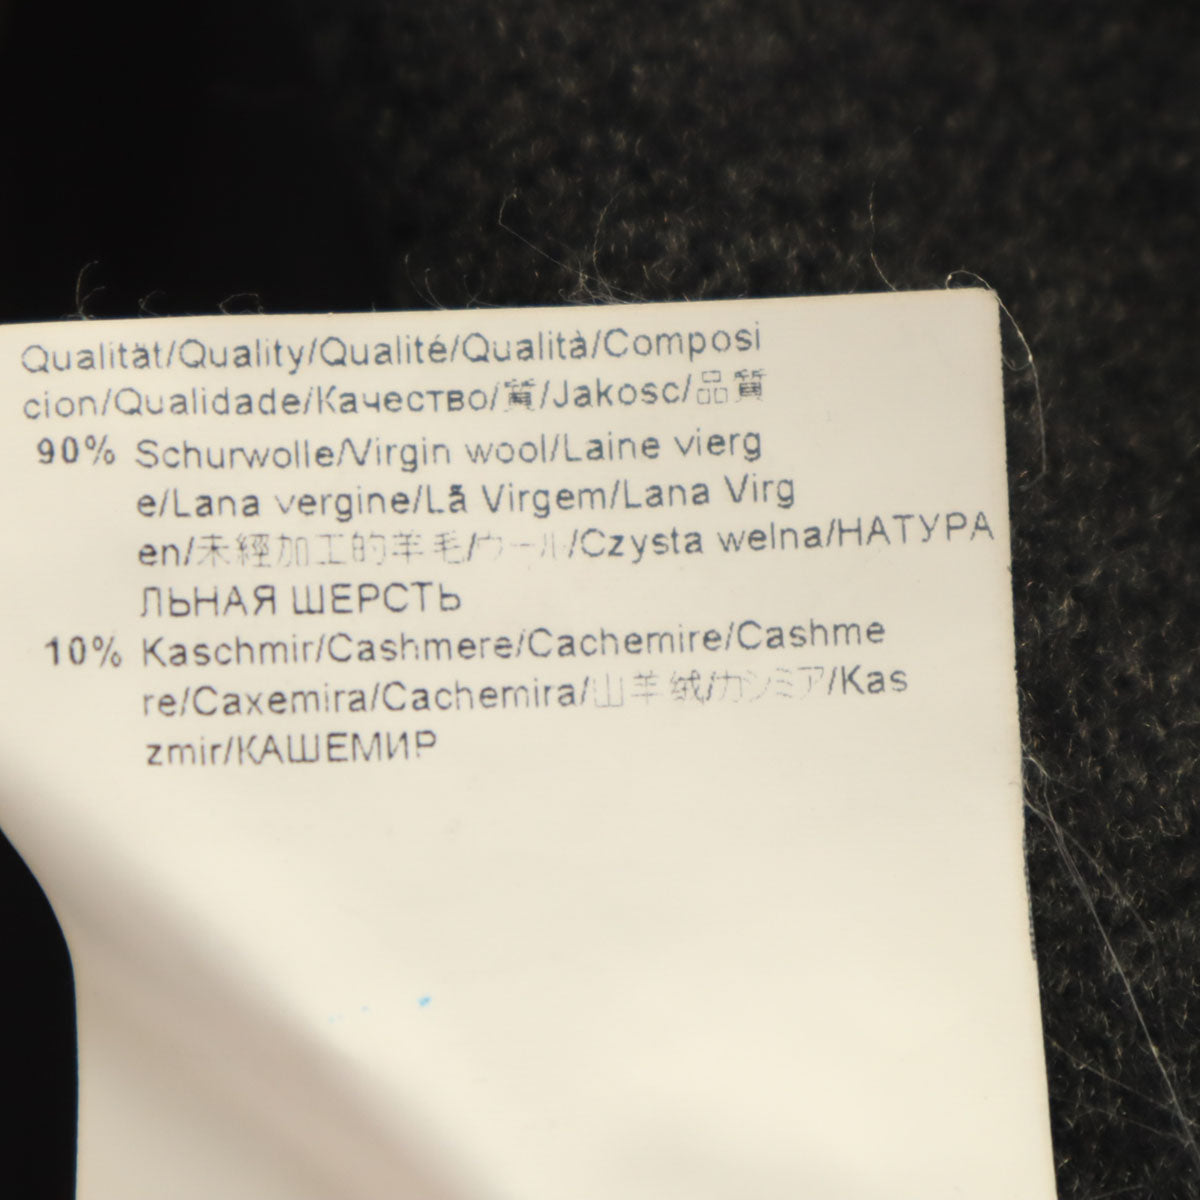 Qualität/Quality/Qualité/Qualità/Composi
cion/Qualidade/Качество/質/Jakosc/品質
90% Schurwolle/Virgin wool/Laine vierg
e/Lana vergine/Lã Virgem/Lana Virg
en/未經加工的羊毛/ウール/Czysta welna/НАТУРА
ЛЬНАЯ ШЕРСТЬ
10% Kaschmir/Cashmere/Cachemire/Cashme
re/Caxemira/Cachemira/山羊绒/カシミア/Kas
zmir/КАШЕМИР